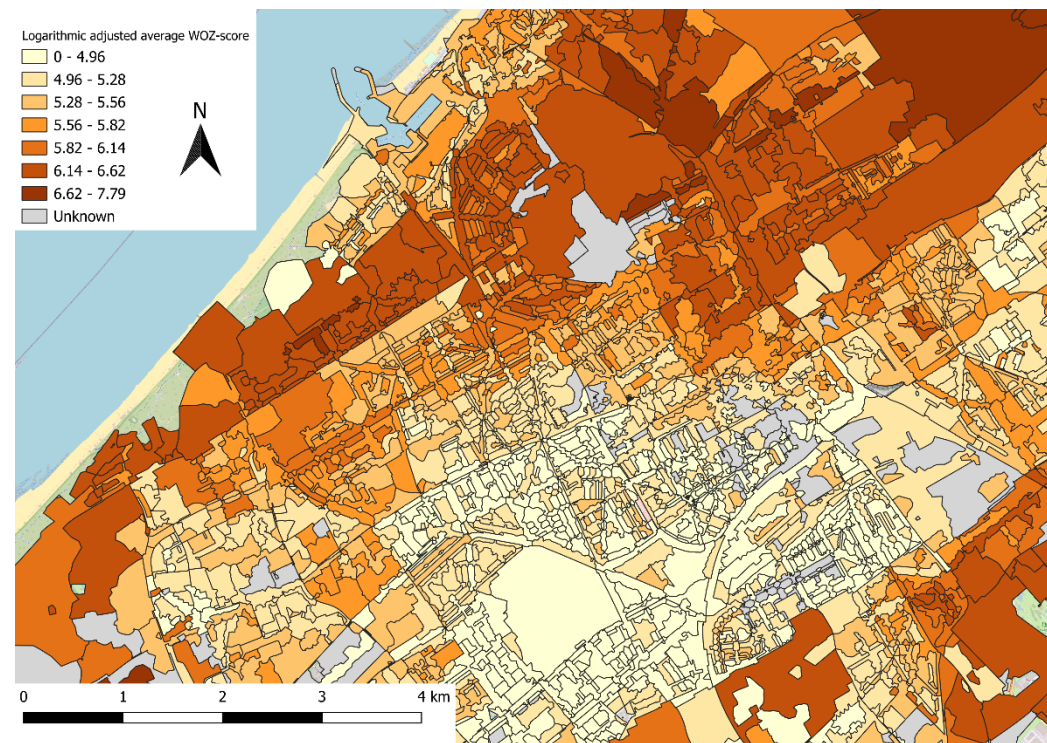 Logarithmic adjusted average WOZ-score
0 - 4.96
4.96 - 5.28
5.28 - 5.56
5.56 - 5.82
5.82 - 6.14
6.14 - 6.62
6.62 - 7.79
Unknown
N
0 1 2 3 4 km